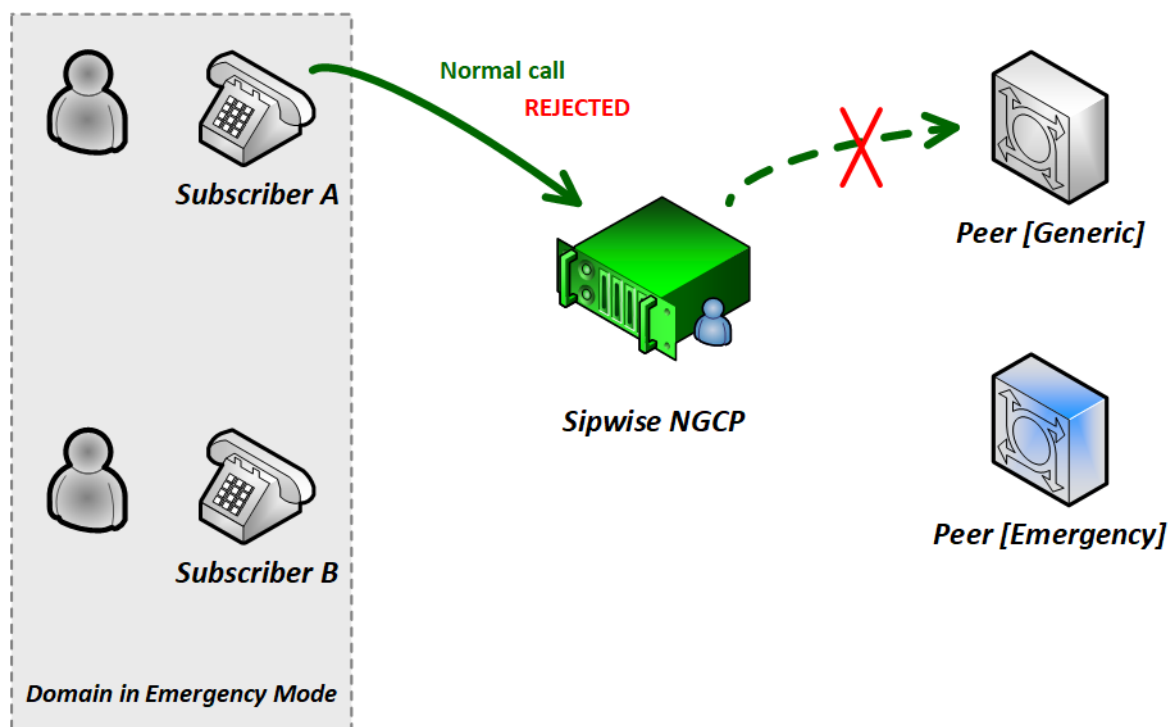 Normal call
REJECTED
Subscriber A
Peer [Generic]
Sipwise NGCP
Peer [Emergency]
Subscriber B
Domain in Emergency Mode